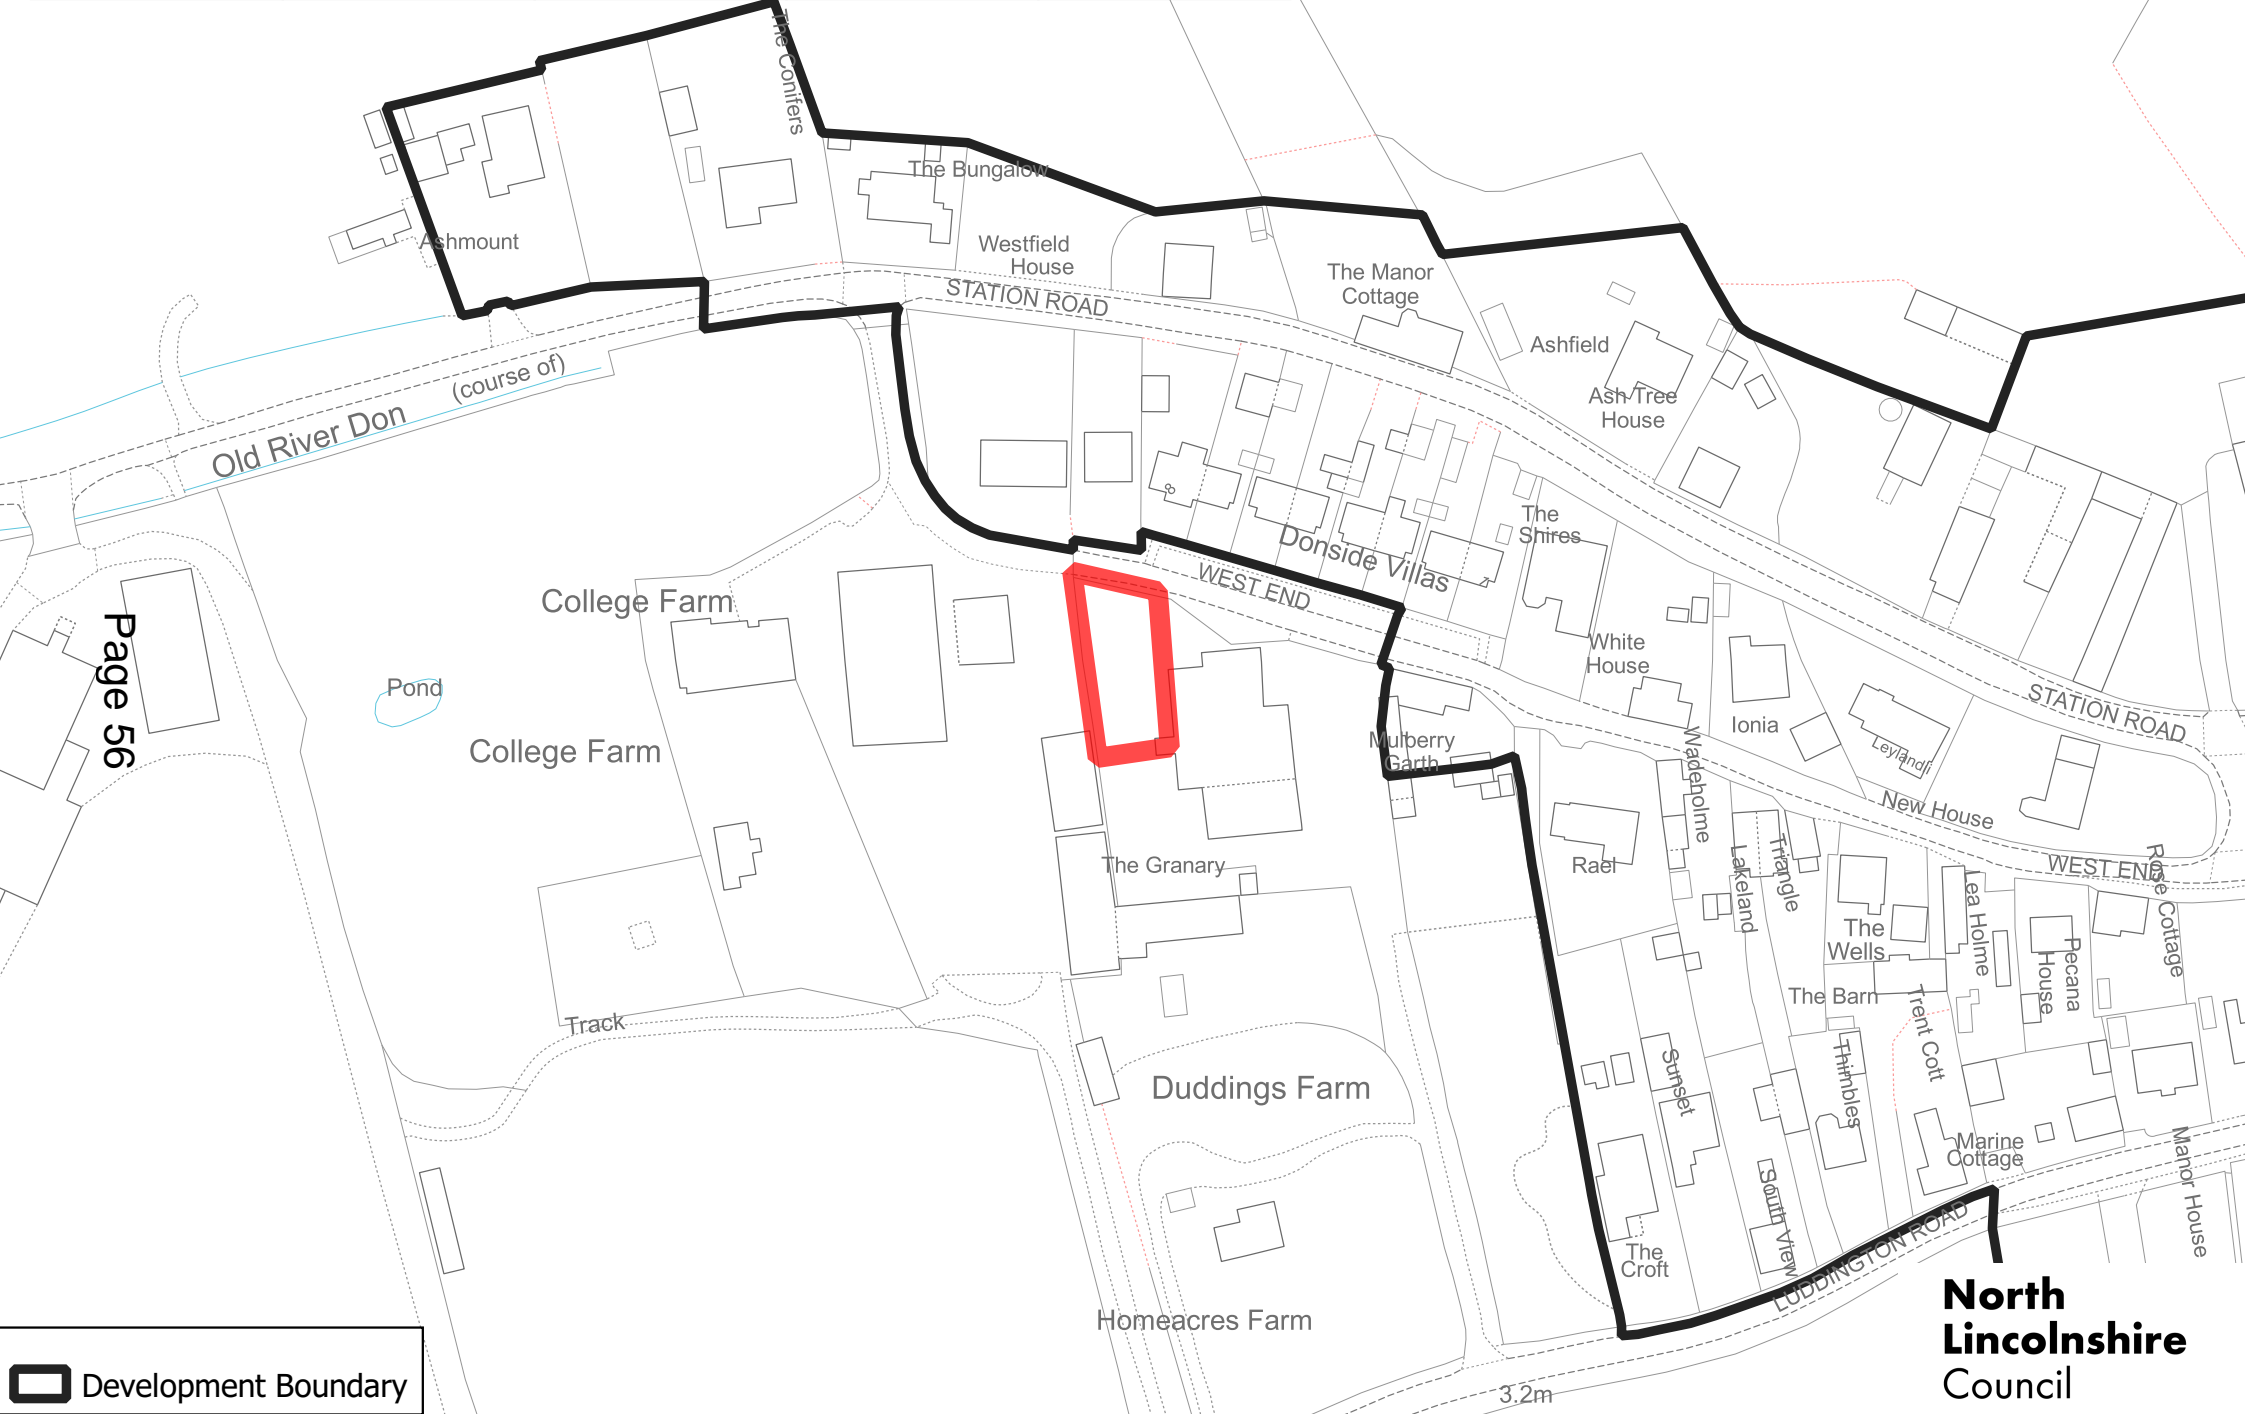 The Conifers
The Bungalow
Ashmount
Westfield
House
STATION ROAD
The Manor
Cottage
Ashfield
Ash Tree
House
(course of)
Old River Don
8
The
Shires
Donside Villas
WEST END
College Farm
Page 56
Pond
College Farm
White
House
STATION ROAD
Ionia
Leylandii
Mulberry
Garth
Wadeholme
New House
WEST END
Rose Cottage
Rael
Lakeland
Triangle
The Granary
The
Wells
Lea Holme
Pecana
House
The Barn
Trent Cott
Track
Duddings Farm
Sunset
Thimbles
Marine
Cottage
Manor House
South View
LUDDINGTON ROAD
The
Croft
Homeacres Farm
3.2m
Development Boundary
North
Lincolnshire
Council